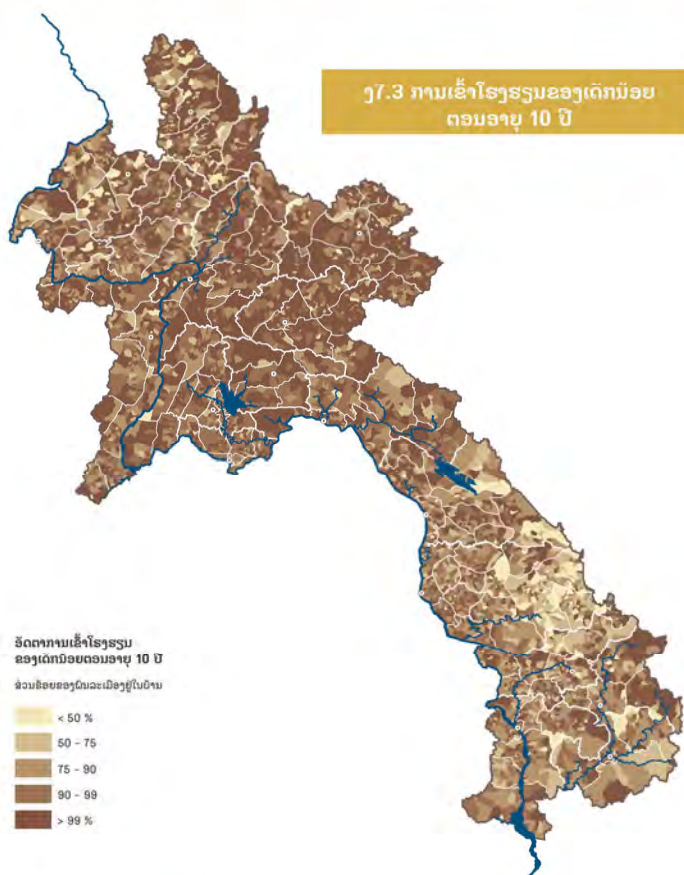 ງ7.3 ການເຂົ້າໂຮງຮຽນຂອງເດັກນ້ອຍ
ຕອນອາຍຸ 10 ປີ
ອັດຕາການເຂົ້າໂຮງຮຽນ
ຂອງເດັກນ້ອຍຕອນອາຍຸ 10 ປີ
ສ່ວນຮ້ອຍຂອງພົນລະເມືອງຢູ່ໃນບ້ານ
< 50 %
50 - 75
75 - 90
90 - 99
> 99 %